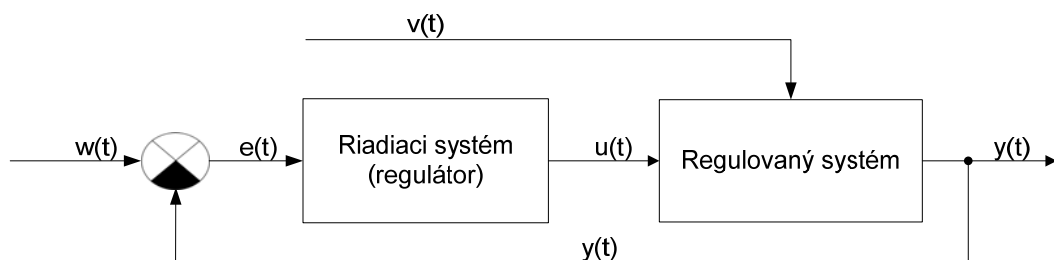 v(t)
w(t)
e(t)
Riadiaci systém
(regulátor)
u(t)
Regulovaný systém
y(t)
y(t)